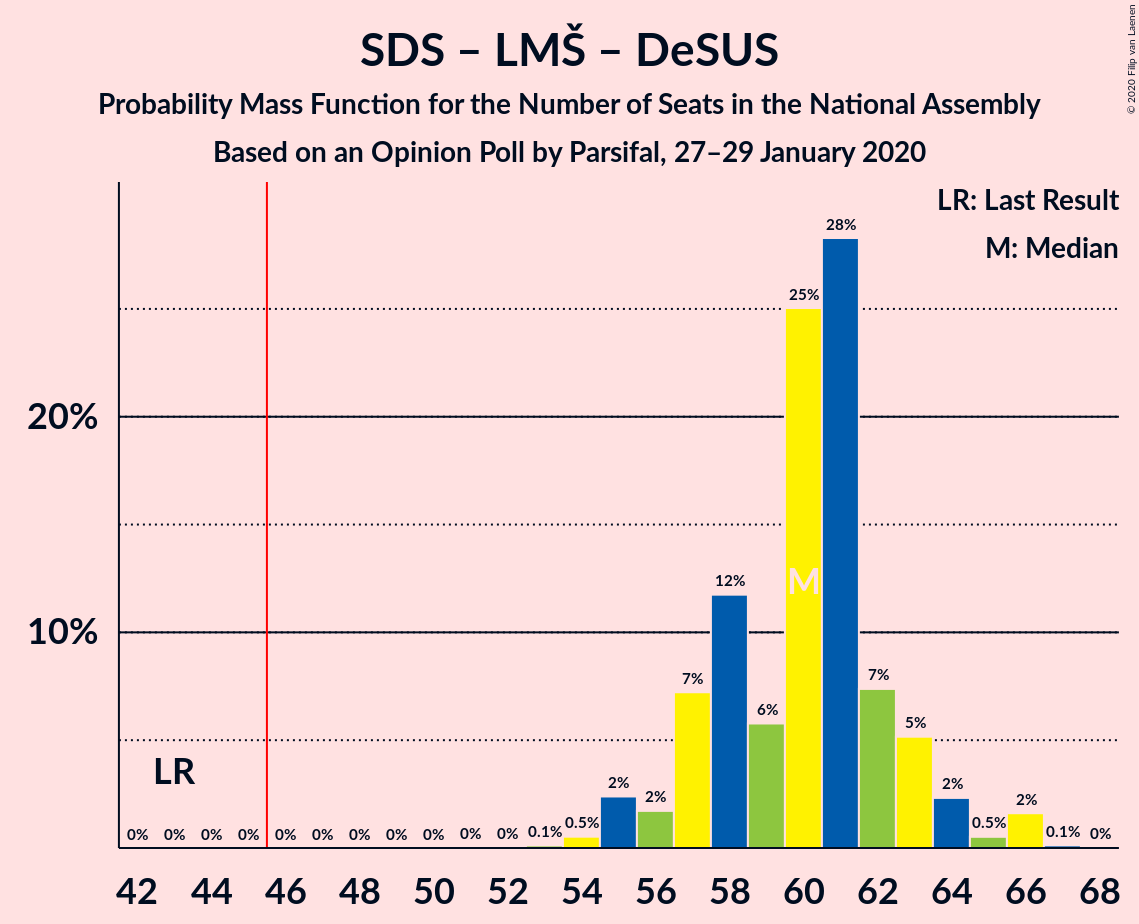 SDS – LMŠ – DeSUS
Probability Mass Function for the Number of Seats in the National Assembly
Based on an Opinion Poll by Parsifal, 27–29 January 2020
© 2020 Filip van Laenen
LR: Last Result
M: Median
28%
25%
20%
12%
M
10%
7%
7%
6%
5%
LR
0% 0% 0% 0% 0% 0% 0% 0% 0% 0% 0% 0.1% 0.5% 2% 2% 2% 0.5% 2% 0.1% 0%
42 44 46 48 50 52 54 56 58 60 62 64 66 68